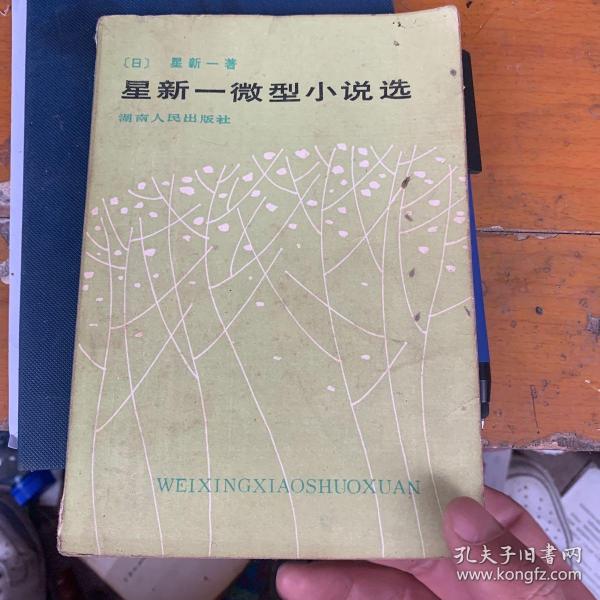 〔日〕 星新一著
星新一微型小说选
湖南人民出版社
WEIXINGXIAOSHUOXUAN
孔夫子旧书网
www.kongfz.com